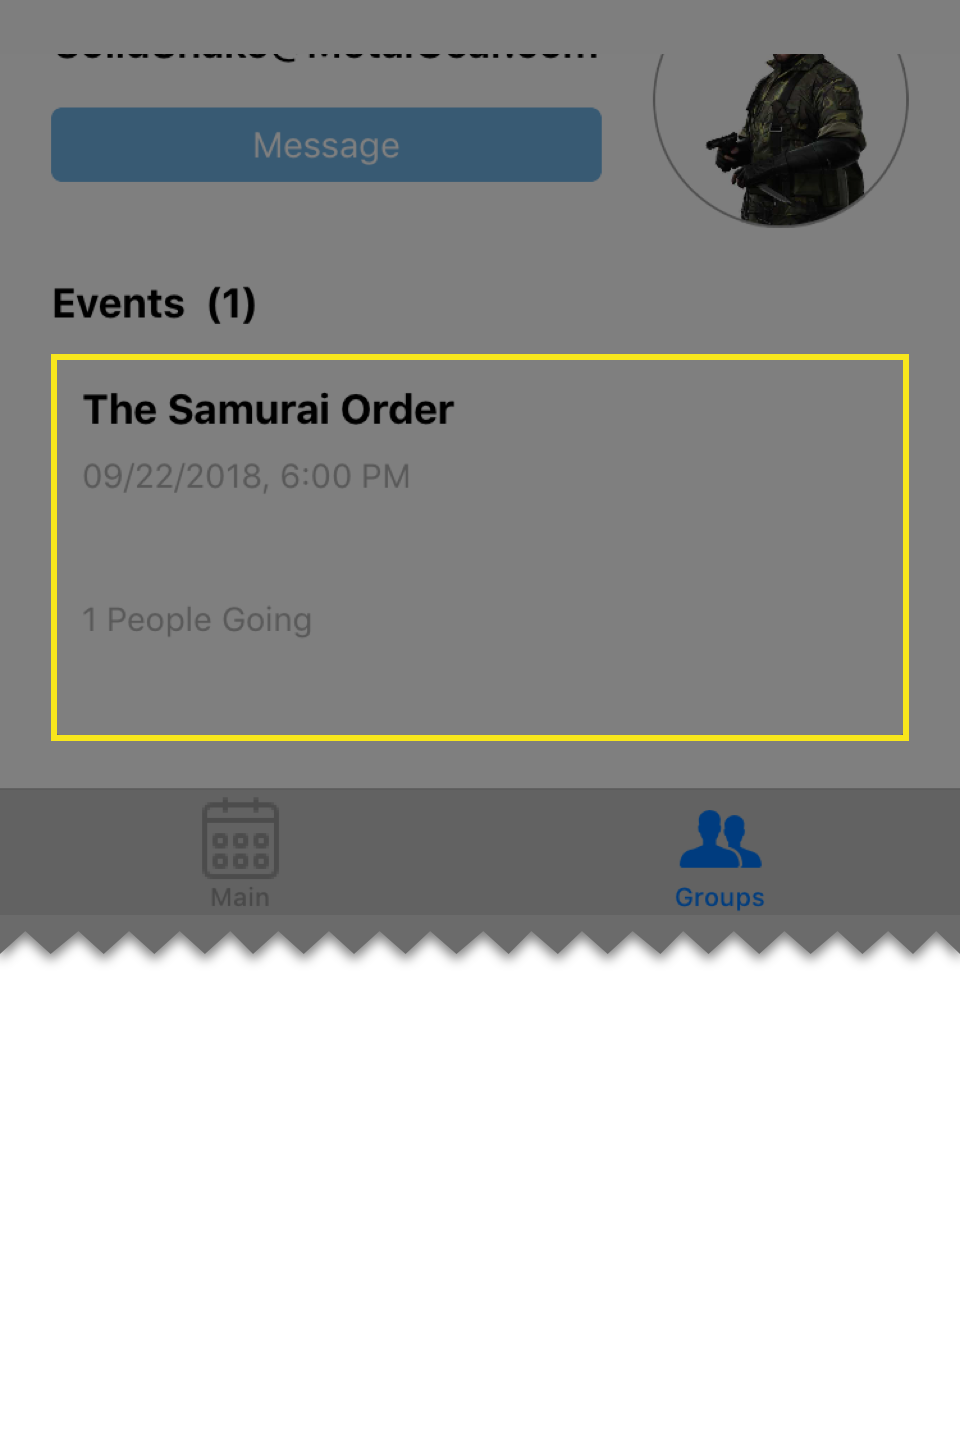 Message
Events (1)
The Samurai Order
09/22/2018, 6:00 PM
1 People Going
Main
Groups